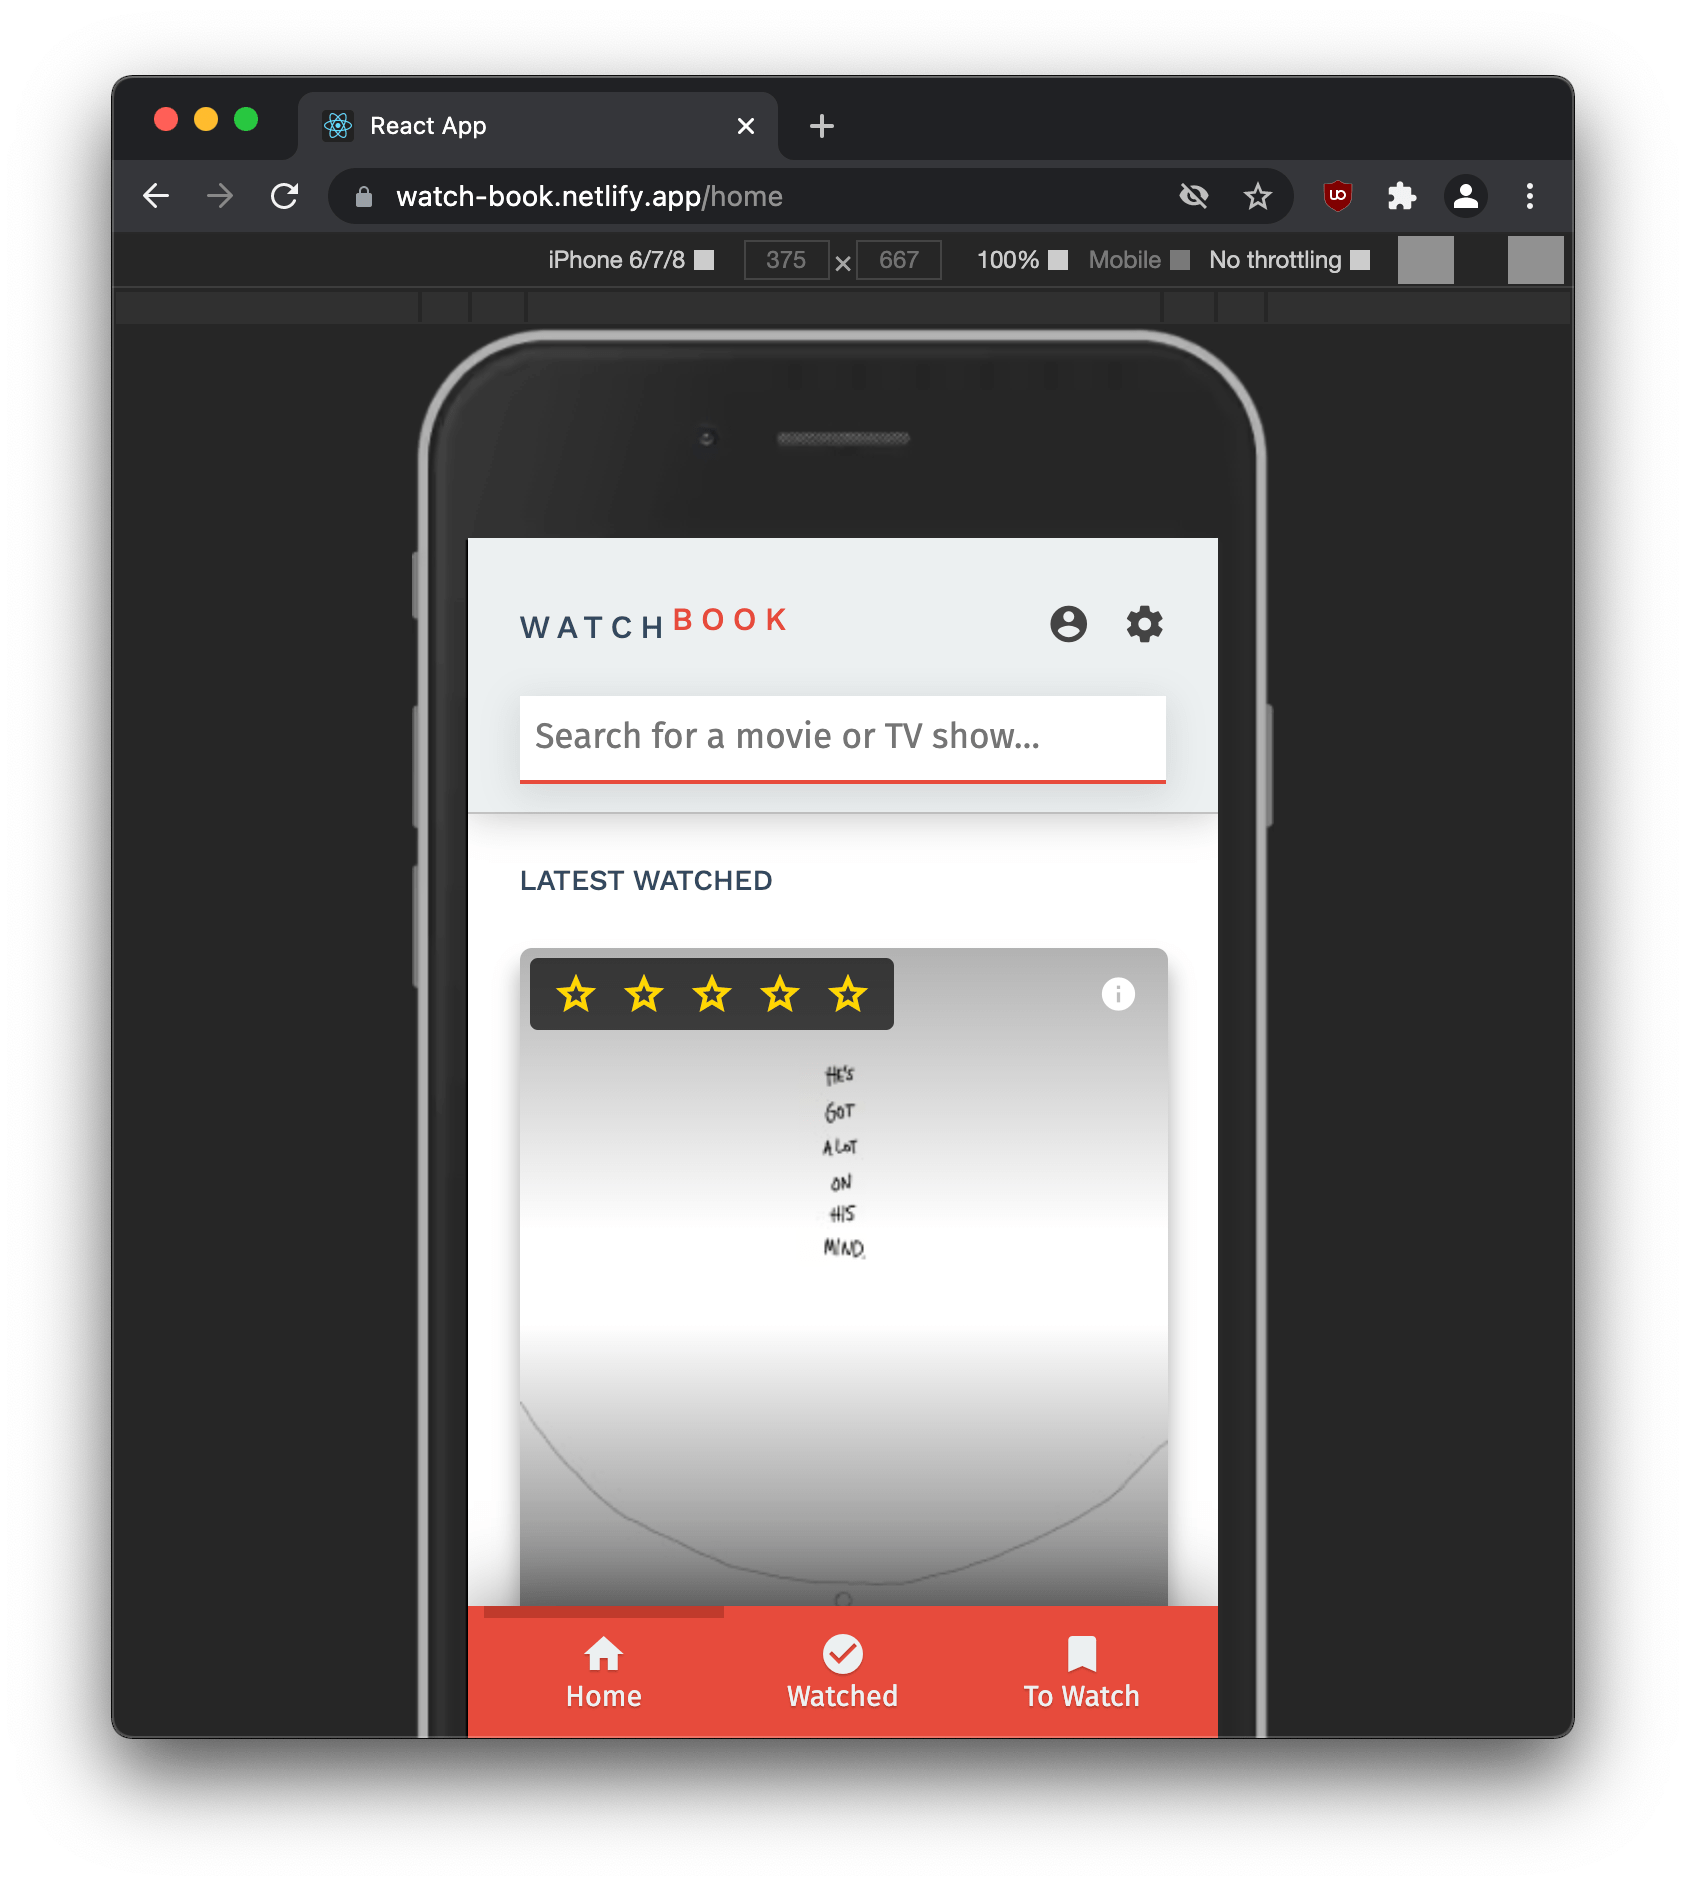 React App
watch-book.netlify.app/home
iPhone 6/7/8 375 × 667 100% Mobile No throttling
WATCHBOOK
Search for a movie or TV show...
LATEST WATCHED
HE'S
GOT
A LOT
ON
HIS
MIND.
Home Watched To Watch